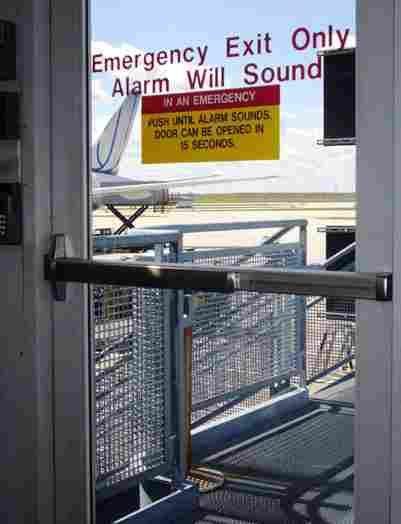 Emergency Exit Only
Alarm Will Sound
IN AN EMERGENCY
PUSH UNTIL ALARM SOUNDS.
DOOR CAN BE OPENED IN
15 SECONDS.